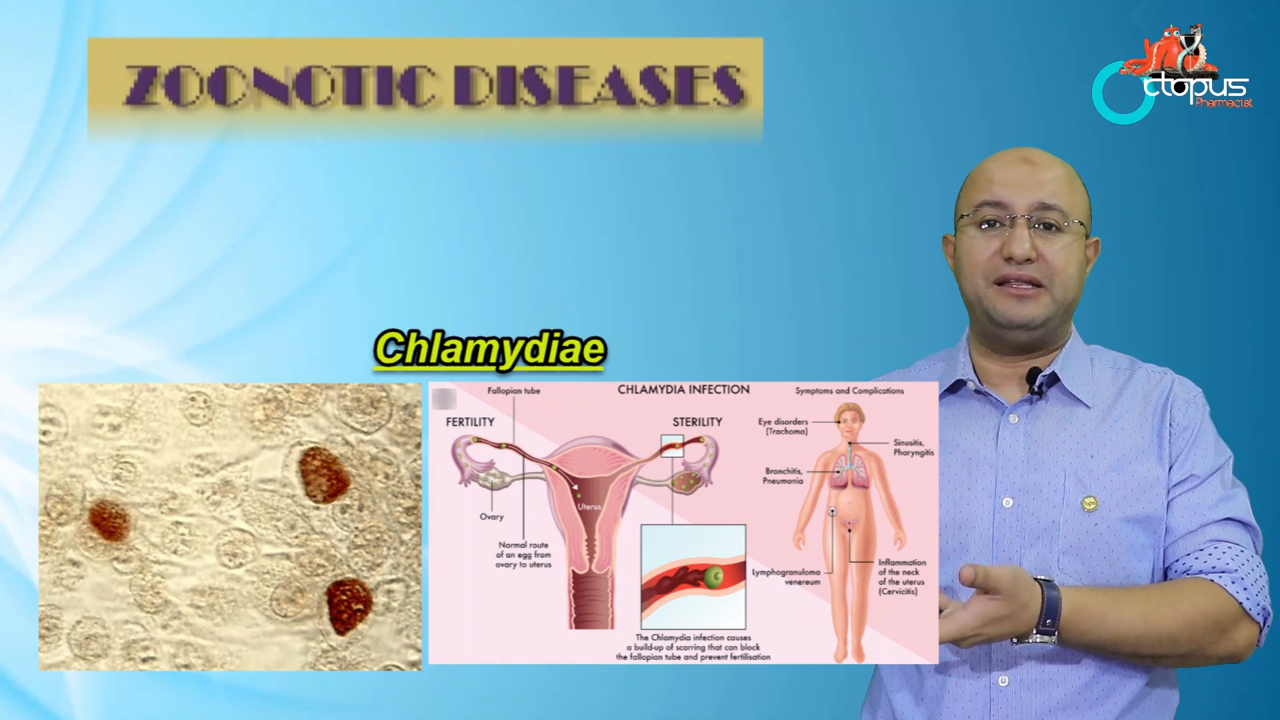 ZOONOTIC DISEASES
ctopus
Pharmacist
Chlamydiae
CHLAMYDIA INFECTION
Fallopian tube
FERTILITY
STERILITY
Uterus
Ovary
Normal route
of an egg from
ovary to uterus
The Chlamydia infection causes
a build-up of scarring that can block
the fallopian tube and prevent fertilisation
Symptoms and Complications
Eye disorders
(Trachoma)
Sinusitis,
Pharyngitis
Bronchitis,
Pneumonia
Lymphogranuloma
venereum
Inflammation
of the neck
of the uterus
(Cervicitis)